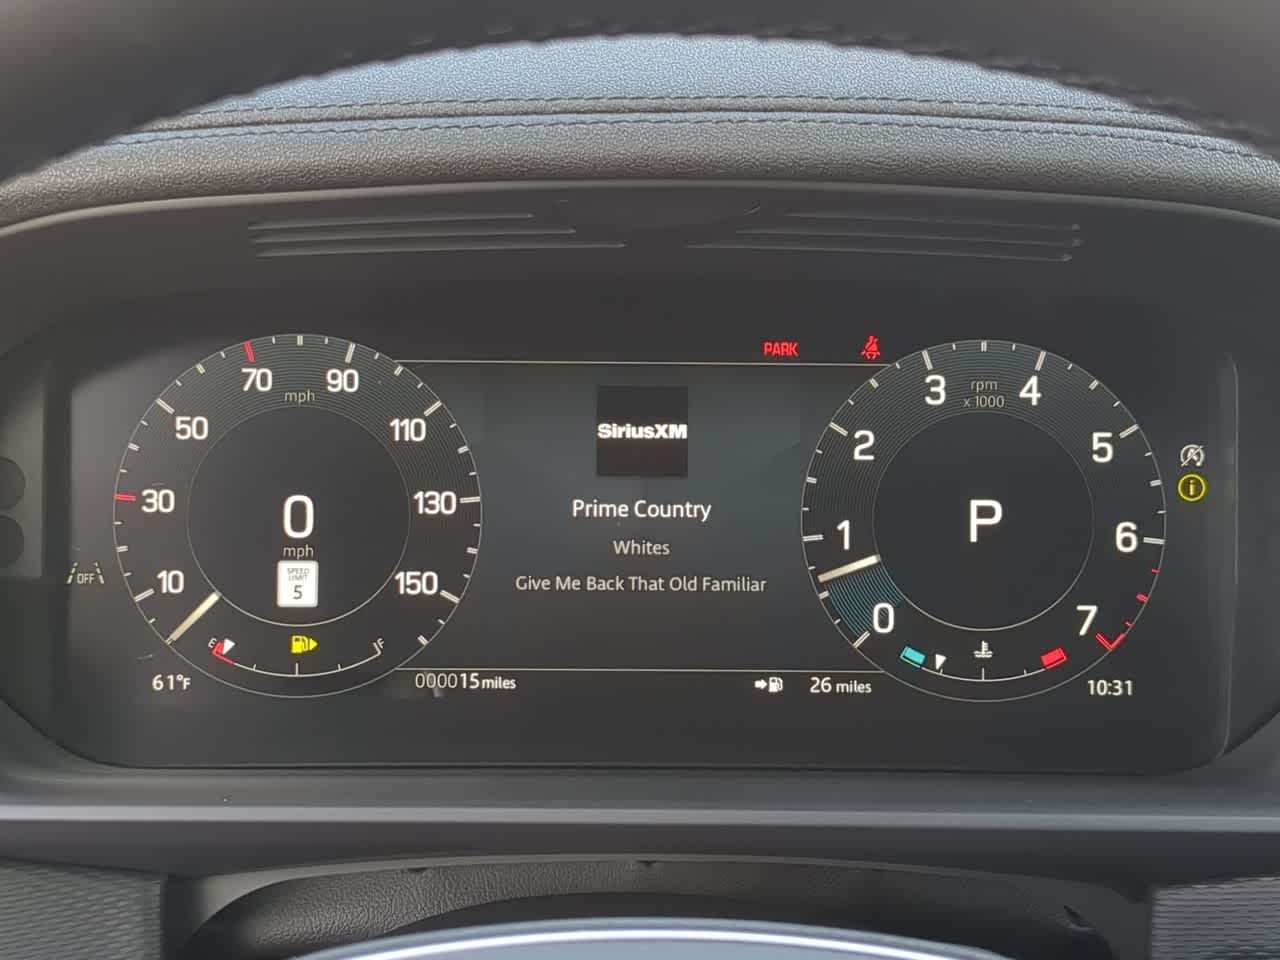 PARK
70
mph
90
50
110
30
130
0
mph
SPEED
LIMIT
5
10
150
E
F
61°F
000015 miles
SiriusXM
Prime Country
Whites
Give Me Back That Old Familiar
26 miles
3
rpm
x 1000
4
2
5
1
6
P
0
7
OFF
A
i
10:31